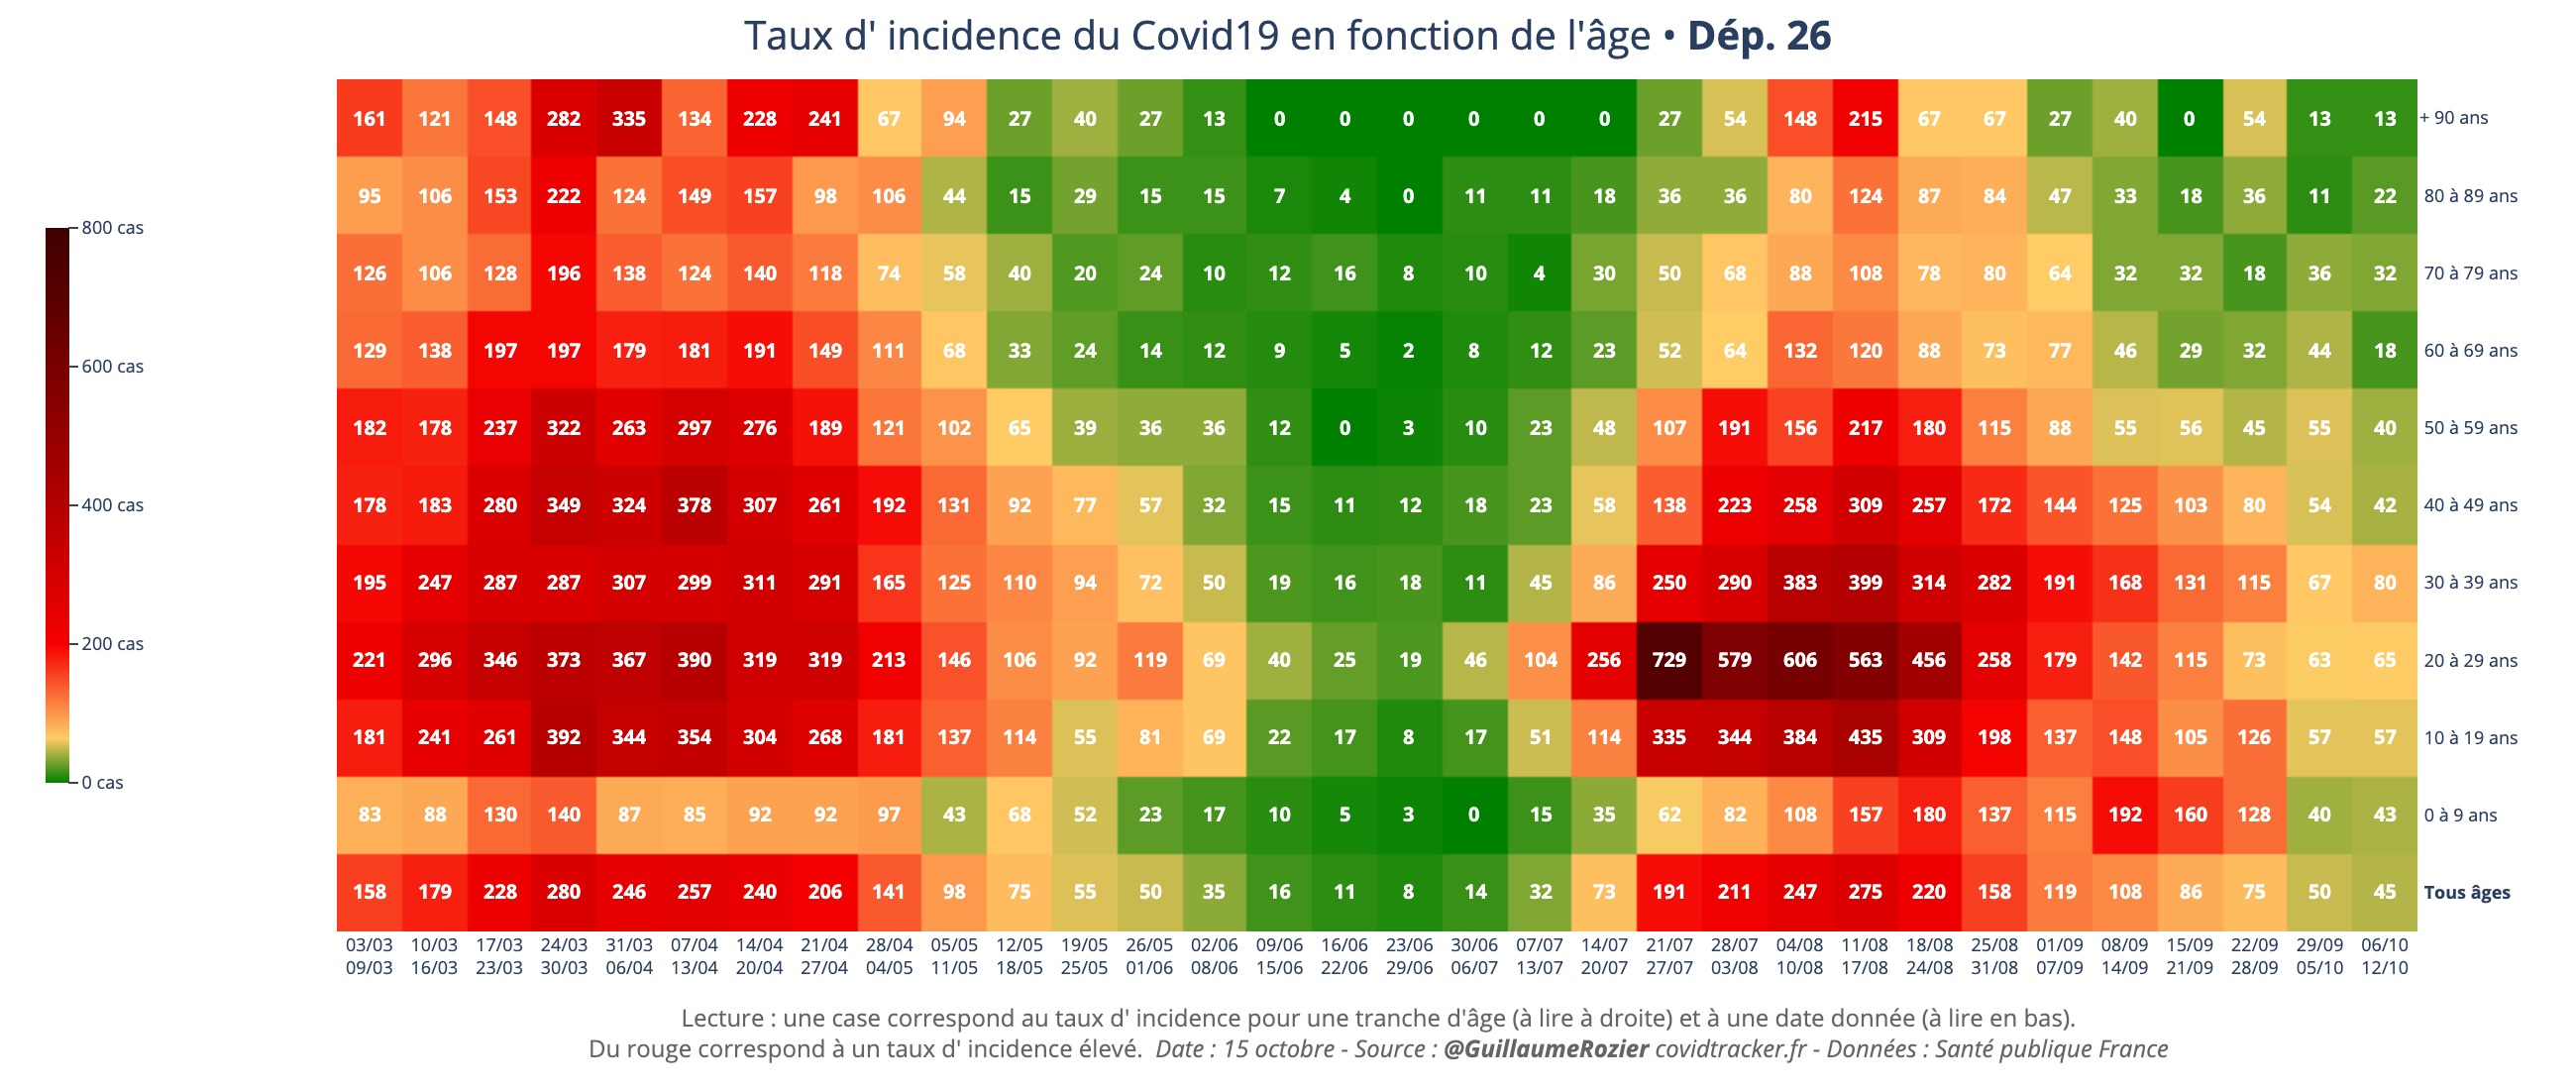 Taux d' incidence du Covid19 en fonction de l'âge • Dép. 26
161 121 148 282 335 134 228 241 67 94 27 40 27 13 0 0 0 0 0 0 27 54 148 215 67 67 27 40 0 54 13 13 + 90 ans
95 106 153 222 124 149 157 98 106 44 15 29 15 15 7 4 0 11 11 18 36 36 80 124 87 84 47 33 18 36 11 22 80 à 89 ans
126 106 128 196 138 124 140 118 74 58 40 20 24 10 12 16 8 10 4 30 50 68 88 108 78 80 64 32 32 18 36 32 70 à 79 ans
129 138 197 197 179 181 191 149 111 68 33 24 14 12 9 5 2 8 12 23 52 64 132 120 88 73 77 46 29 32 44 18 60 à 69 ans
182 178 237 322 263 297 276 189 121 102 65 39 36 36 12 0 3 10 23 48 107 191 156 217 180 115 88 55 56 45 55 40 50 à 59 ans
178 183 280 349 324 378 307 261 192 131 92 77 57 32 15 11 12 18 23 58 138 223 258 309 257 172 144 125 103 80 54 42 40 à 49 ans
195 247 287 287 307 299 311 291 165 125 110 94 72 50 19 16 18 11 45 86 250 290 383 399 314 282 191 168 131 115 67 80 30 à 39 ans
221 296 346 373 367 390 319 319 213 146 106 92 119 69 40 25 19 46 104 256 729 579 606 563 456 258 179 142 115 73 63 65 20 à 29 ans
181 241 261 392 344 354 304 268 181 137 114 55 81 69 22 17 8 17 51 114 335 344 384 435 309 198 137 148 105 126 57 57 10 à 19 ans
83 88 130 140 87 85 92 92 97 43 68 52 23 17 10 5 3 0 15 35 62 82 108 157 180 137 115 192 160 128 40 43 0 à 9 ans
158 179 228 280 246 257 240 206 141 98 75 55 50 35 16 11 8 14 32 73 191 211 247 275 220 158 119 108 86 75 50 45 Tous âges
03/03 10/03 17/03 24/03 31/03 07/04 14/04 21/04 28/04 05/05 12/05 19/05 26/05 02/06 09/06 16/06 23/06 30/06 07/07 14/07 21/07 28/07 04/08 11/08 18/08 25/08 01/09 08/09 15/09 22/09 29/09 06/10
09/03 16/03 23/03 30/03 06/04 13/04 20/04 27/04 04/05 11/05 18/05 25/05 01/06 08/06 15/06 22/06 29/06 06/07 13/07 20/07 27/07 03/08 10/08 17/08 24/08 31/08 07/09 14/09 21/09 28/09 05/10 12/10
800 cas
600 cas
400 cas
200 cas
0 cas
Lecture : une case correspond au taux d' incidence pour une tranche d'âge (à lire à droite) et à une date donnée (à lire en bas).
Du rouge correspond à un taux d' incidence élevé. Date : 15 octobre - Source : @GuillaumeRozier covidtracker.fr - Données : Santé publique France